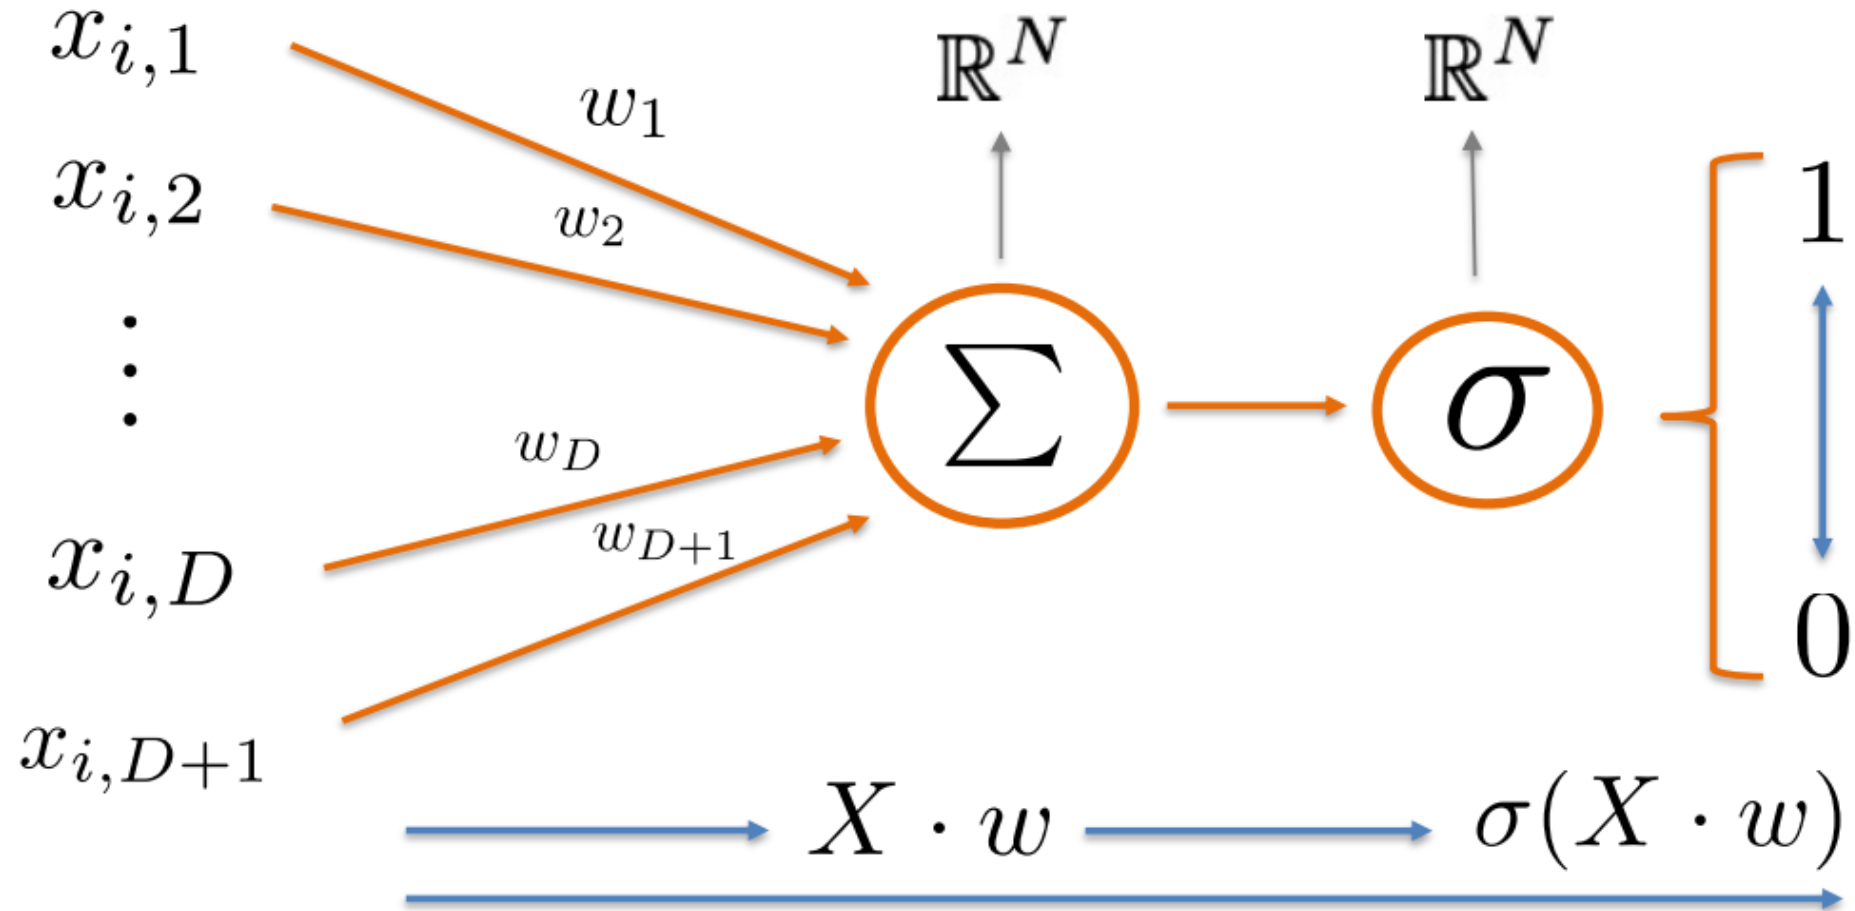 x_{i,1}
w_1
ℝ^N
ℝ^N
x_{i,2}
w_2
1
⋮
Σ
σ
w_D
x_{i,D}
w_{D+1}
0
x_{i,D+1}
X · w
σ(X · w)